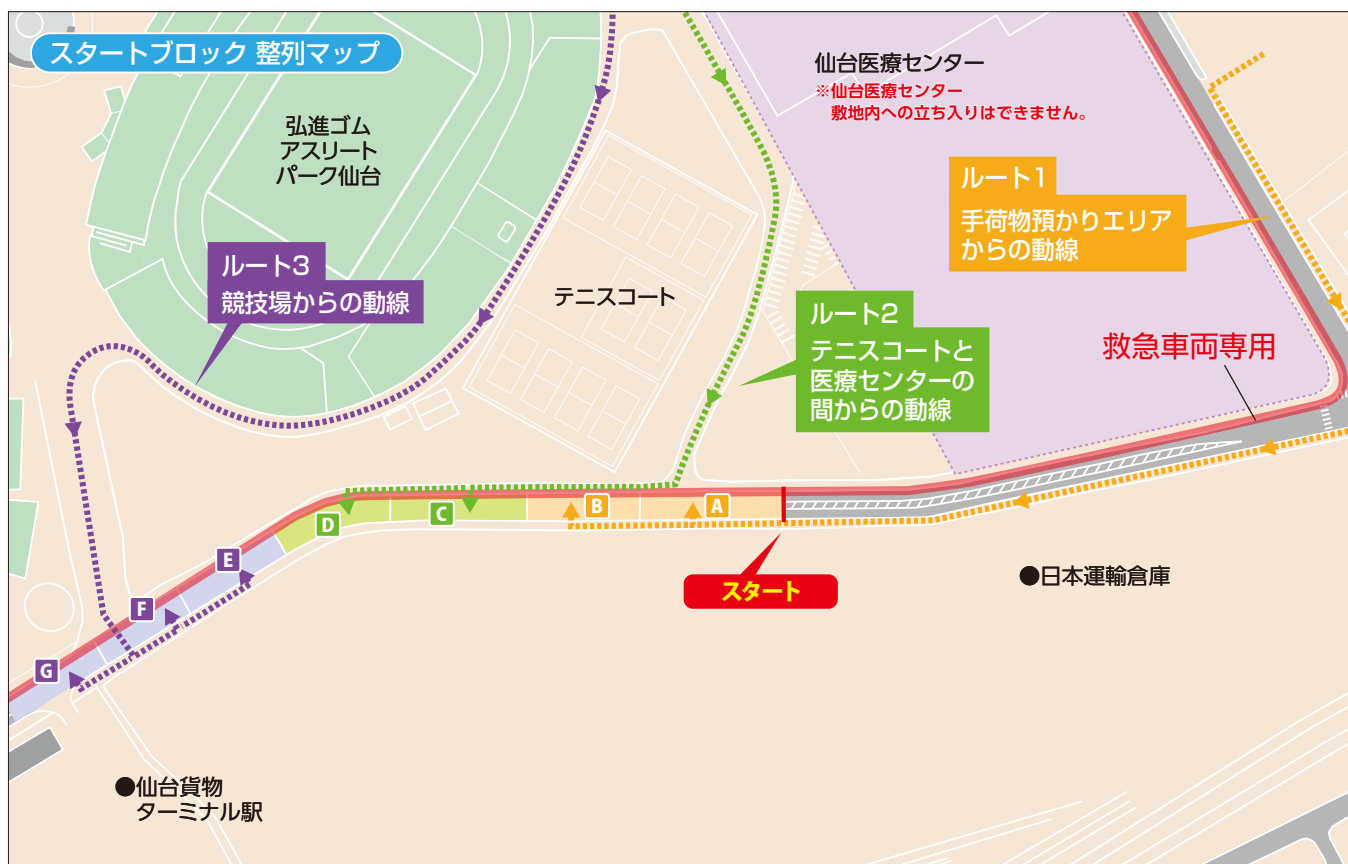 スタートブロック 整列マップ
仙台医療センター
※仙台医療センター
敷地内への立ち入りはできません。
弘進ゴム
アスリート
パーク仙台
ルート1
手荷物預かりエリア
からの動線
ルート3
競技場からの動線
テニスコート
ルート2
テニスコートと
医療センターの
間からの動線
救急車両専用
D
C
B
A
E
F
G
スタート
●日本運輸倉庫
●仙台貨物
ターミナル駅